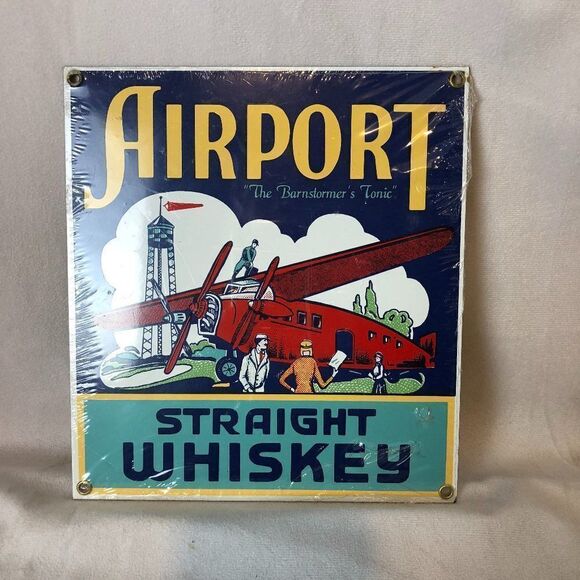 AIRPORT
"The Barnstormer's Tonic"
STRAIGHT
WHISKEY